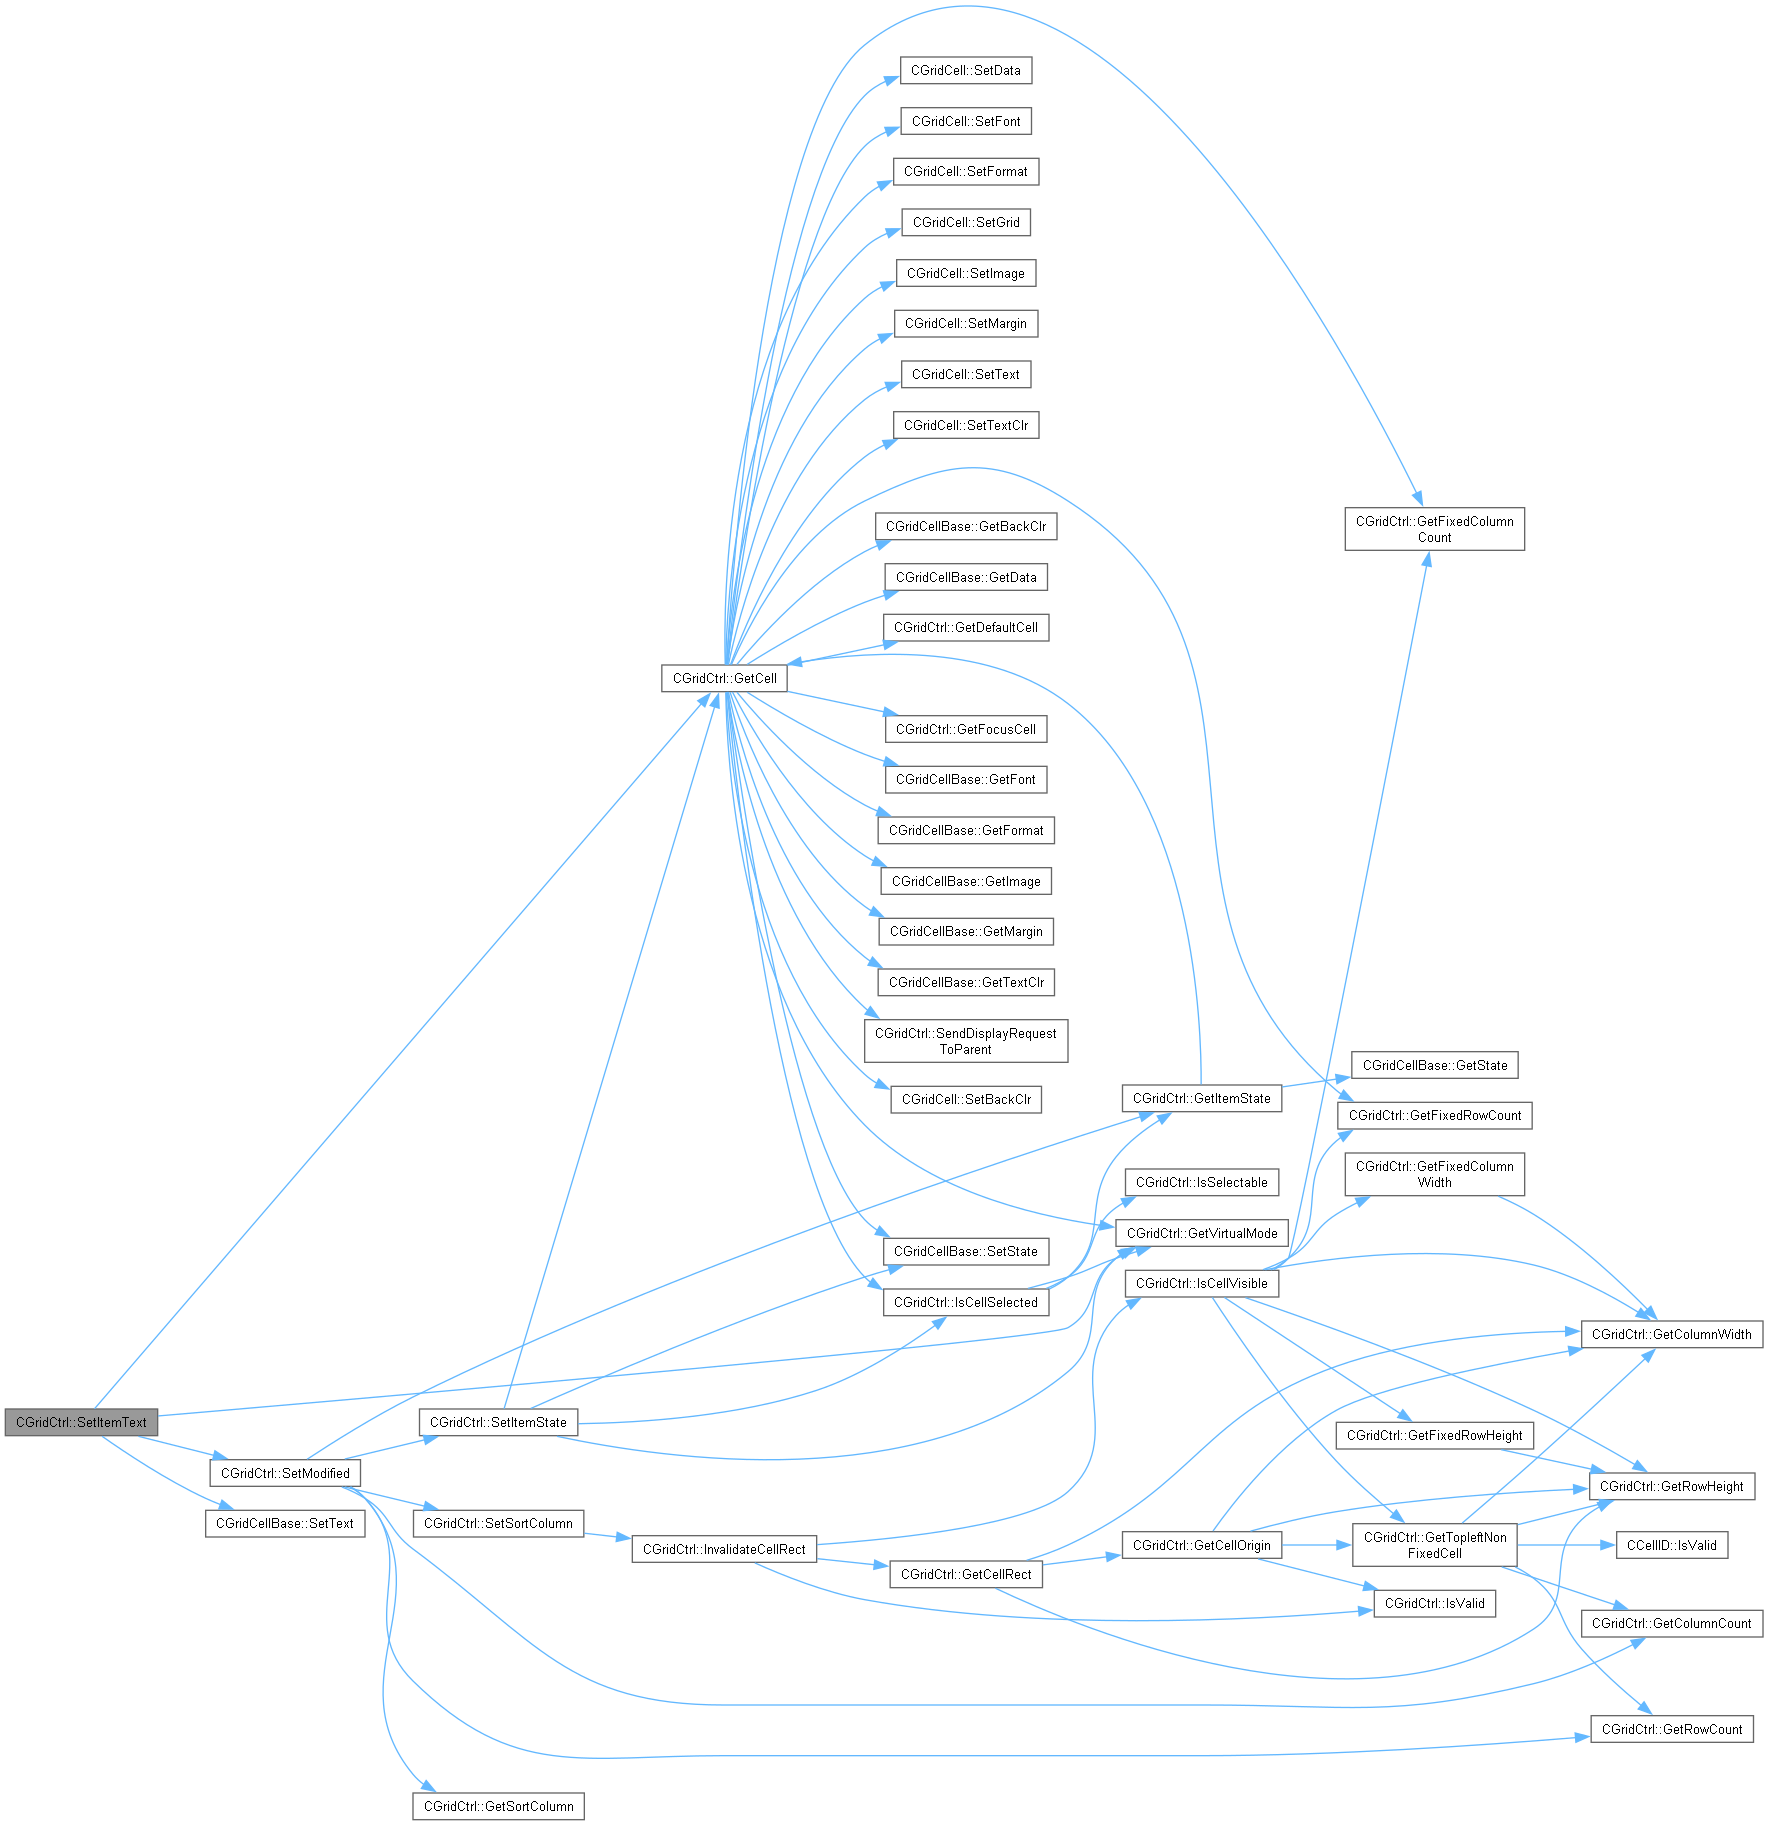 CGridCell::SetData
CGridCell::SetFont
CGridCell::SetFormat
CGridCell::SetGrid
CGridCell::SetImage
CGridCell::SetMargin
CGridCell::SetText
CGridCell::SetTextClr
CGridCtrl::GetFixedColumn
Count
CGridCellBase::GetBackClr
CGridCellBase::GetData
CGridCtrl::GetDefaultCell
CGridCtrl::GetCell
CGridCtrl::GetFocusCell
CGridCellBase::GetFont
CGridCellBase::GetFormat
CGridCellBase::GetImage
CGridCellBase::GetMargin
CGridCellBase::GetTextClr
CGridCtrl::SendDisplayRequest
ToParent
CGridCell::SetBackClr
CGridCtrl::GetItemState
CGridCellBase::GetState
CGridCtrl::GetFixedRowCount
CGridCtrl::GetFixedColumn
Width
CGridCtrl::IsSelectable
CGridCtrl::GetVirtualMode
CGridCellBase::SetState
CGridCtrl::IsCellVisible
CGridCtrl::IsCellSelected
CGridCtrl::GetColumnWidth
CGridCtrl::SetItemText
CGridCtrl::SetItemState
CGridCtrl::GetFixedRowHeight
CGridCtrl::SetModified
CGridCtrl::GetRowHeight
CGridCellBase::SetText
CGridCtrl::SetSortColumn
CGridCtrl::InvalidateCellRect
CGridCtrl::GetCellOrigin
CGridCtrl::GetTopleftNon
FixedCell
CCellID::IsValid
CGridCtrl::GetCellRect
CGridCtrl::IsValid
CGridCtrl::GetColumnCount
CGridCtrl::GetRowCount
CGridCtrl::GetSortColumn